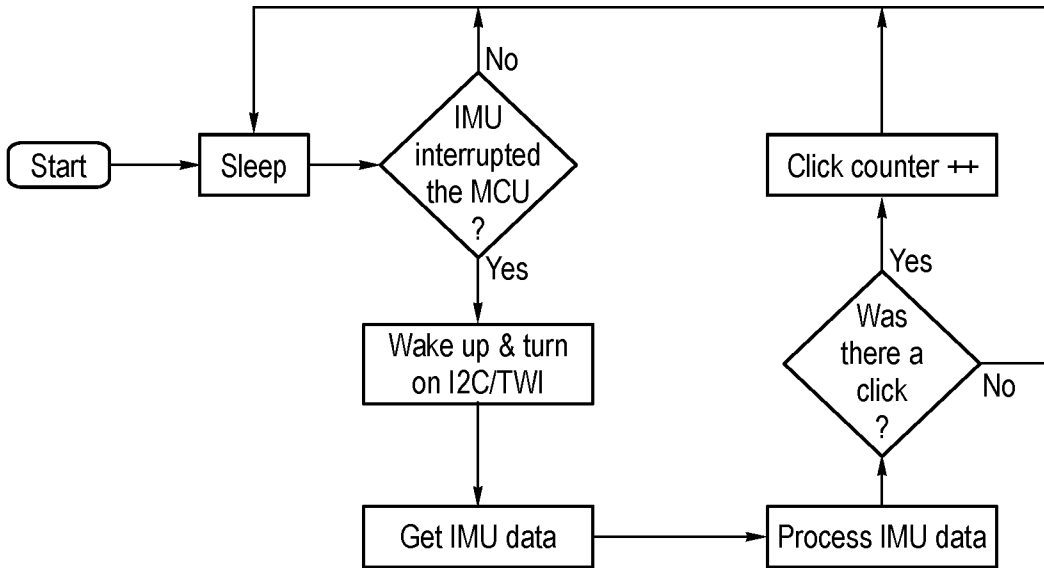 Start
Sleep
IMU
interrupted
the MCU
?
No
Yes
Wake up & turn
on I2C/TWI
Get IMU data
Process IMU data
Was
there a
click
?
Yes
No
Click counter ++